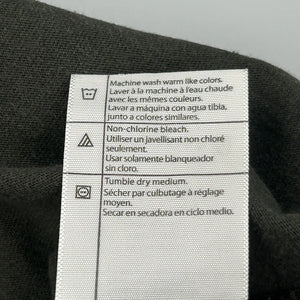 Machine wash warm like colors.
Laver à la machine à l'eau chaude
avec les mêmes couleurs.
Lavar a máquina con agua tibia,
junto a colores similares.
Non-chlorine bleach.
Utiliser un javellisant non chloré
seulement.
Usar solamente blanqueador
sin cloro.
Tumble dry medium.
Sécher par culbutage à réglage
moyen.
Secar en secadora en ciclo medio.